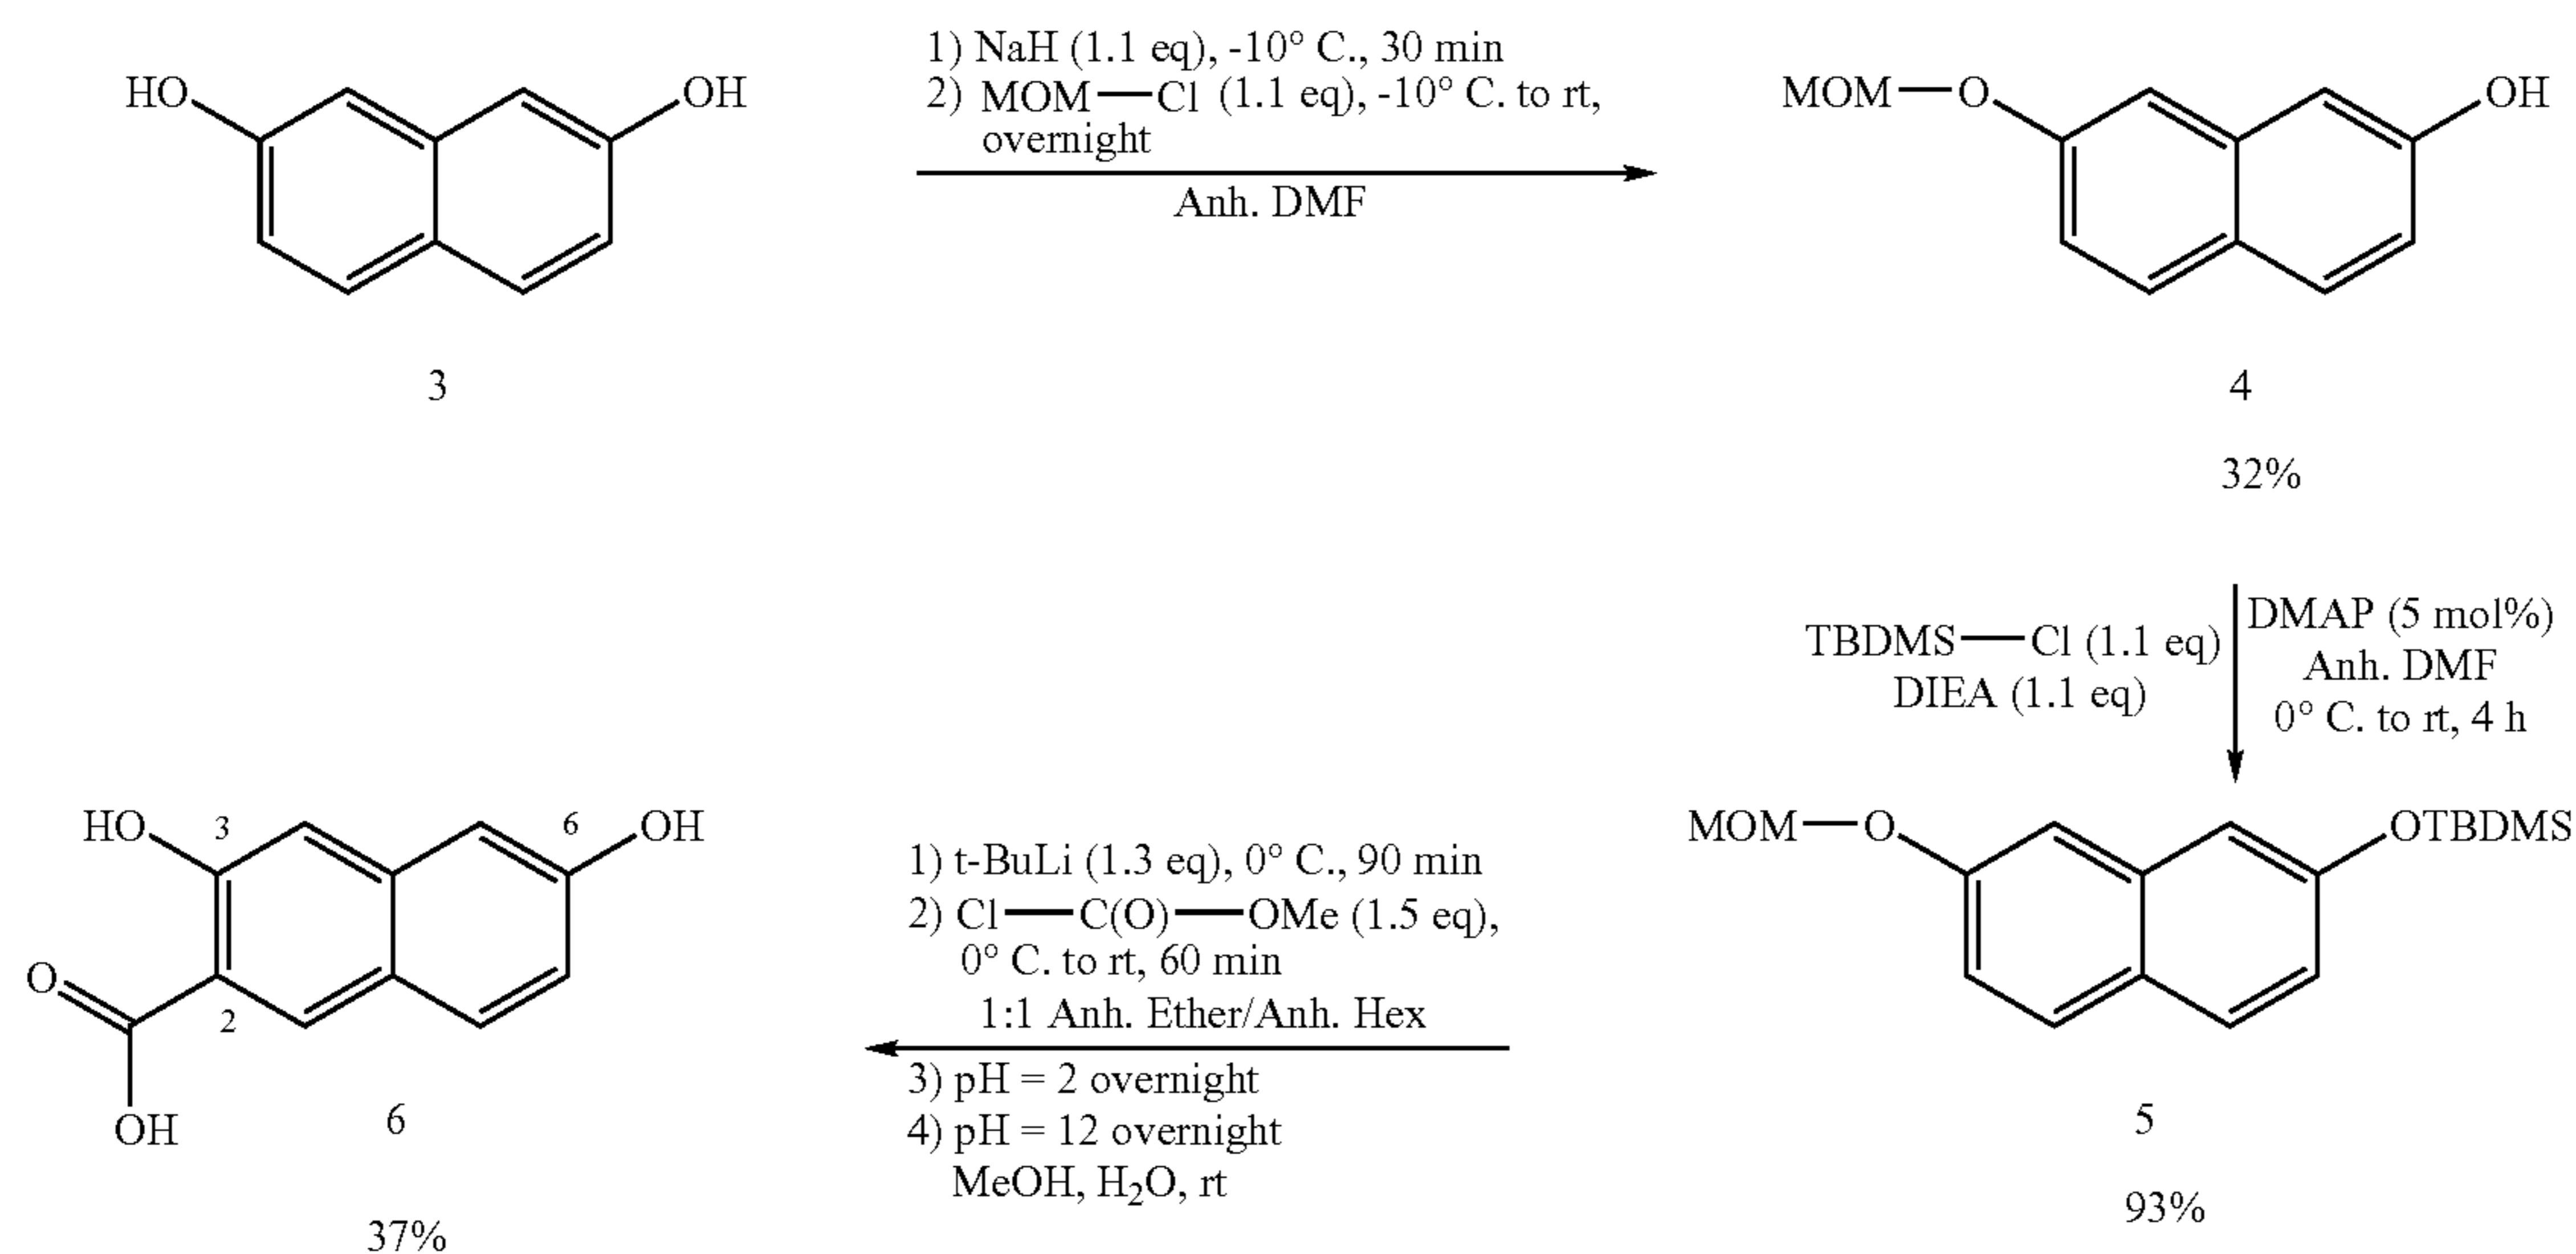 HO
OH
3
1) NaH (1.1 eq), -10° C., 30 min
2) MOM—Cl (1.1 eq), -10° C. to rt,
overnight
Anh. DMF
MOM—O
OH
4
32%
TBDMS—Cl (1.1 eq)
DIEA (1.1 eq)
DMAP (5 mol%)
Anh. DMF
0° C. to rt, 4 h
MOM—O
OTBDMS
5
93%
1) t-BuLi (1.3 eq), 0° C., 90 min
2) Cl—C(O)—OMe (1.5 eq),
0° C. to rt, 60 min
1:1 Anh. Ether/Anh. Hex
3) pH = 2 overnight
4) pH = 12 overnight
MeOH, H₂O, rt
HO
3
6
OH
O
2
OH
6
37%